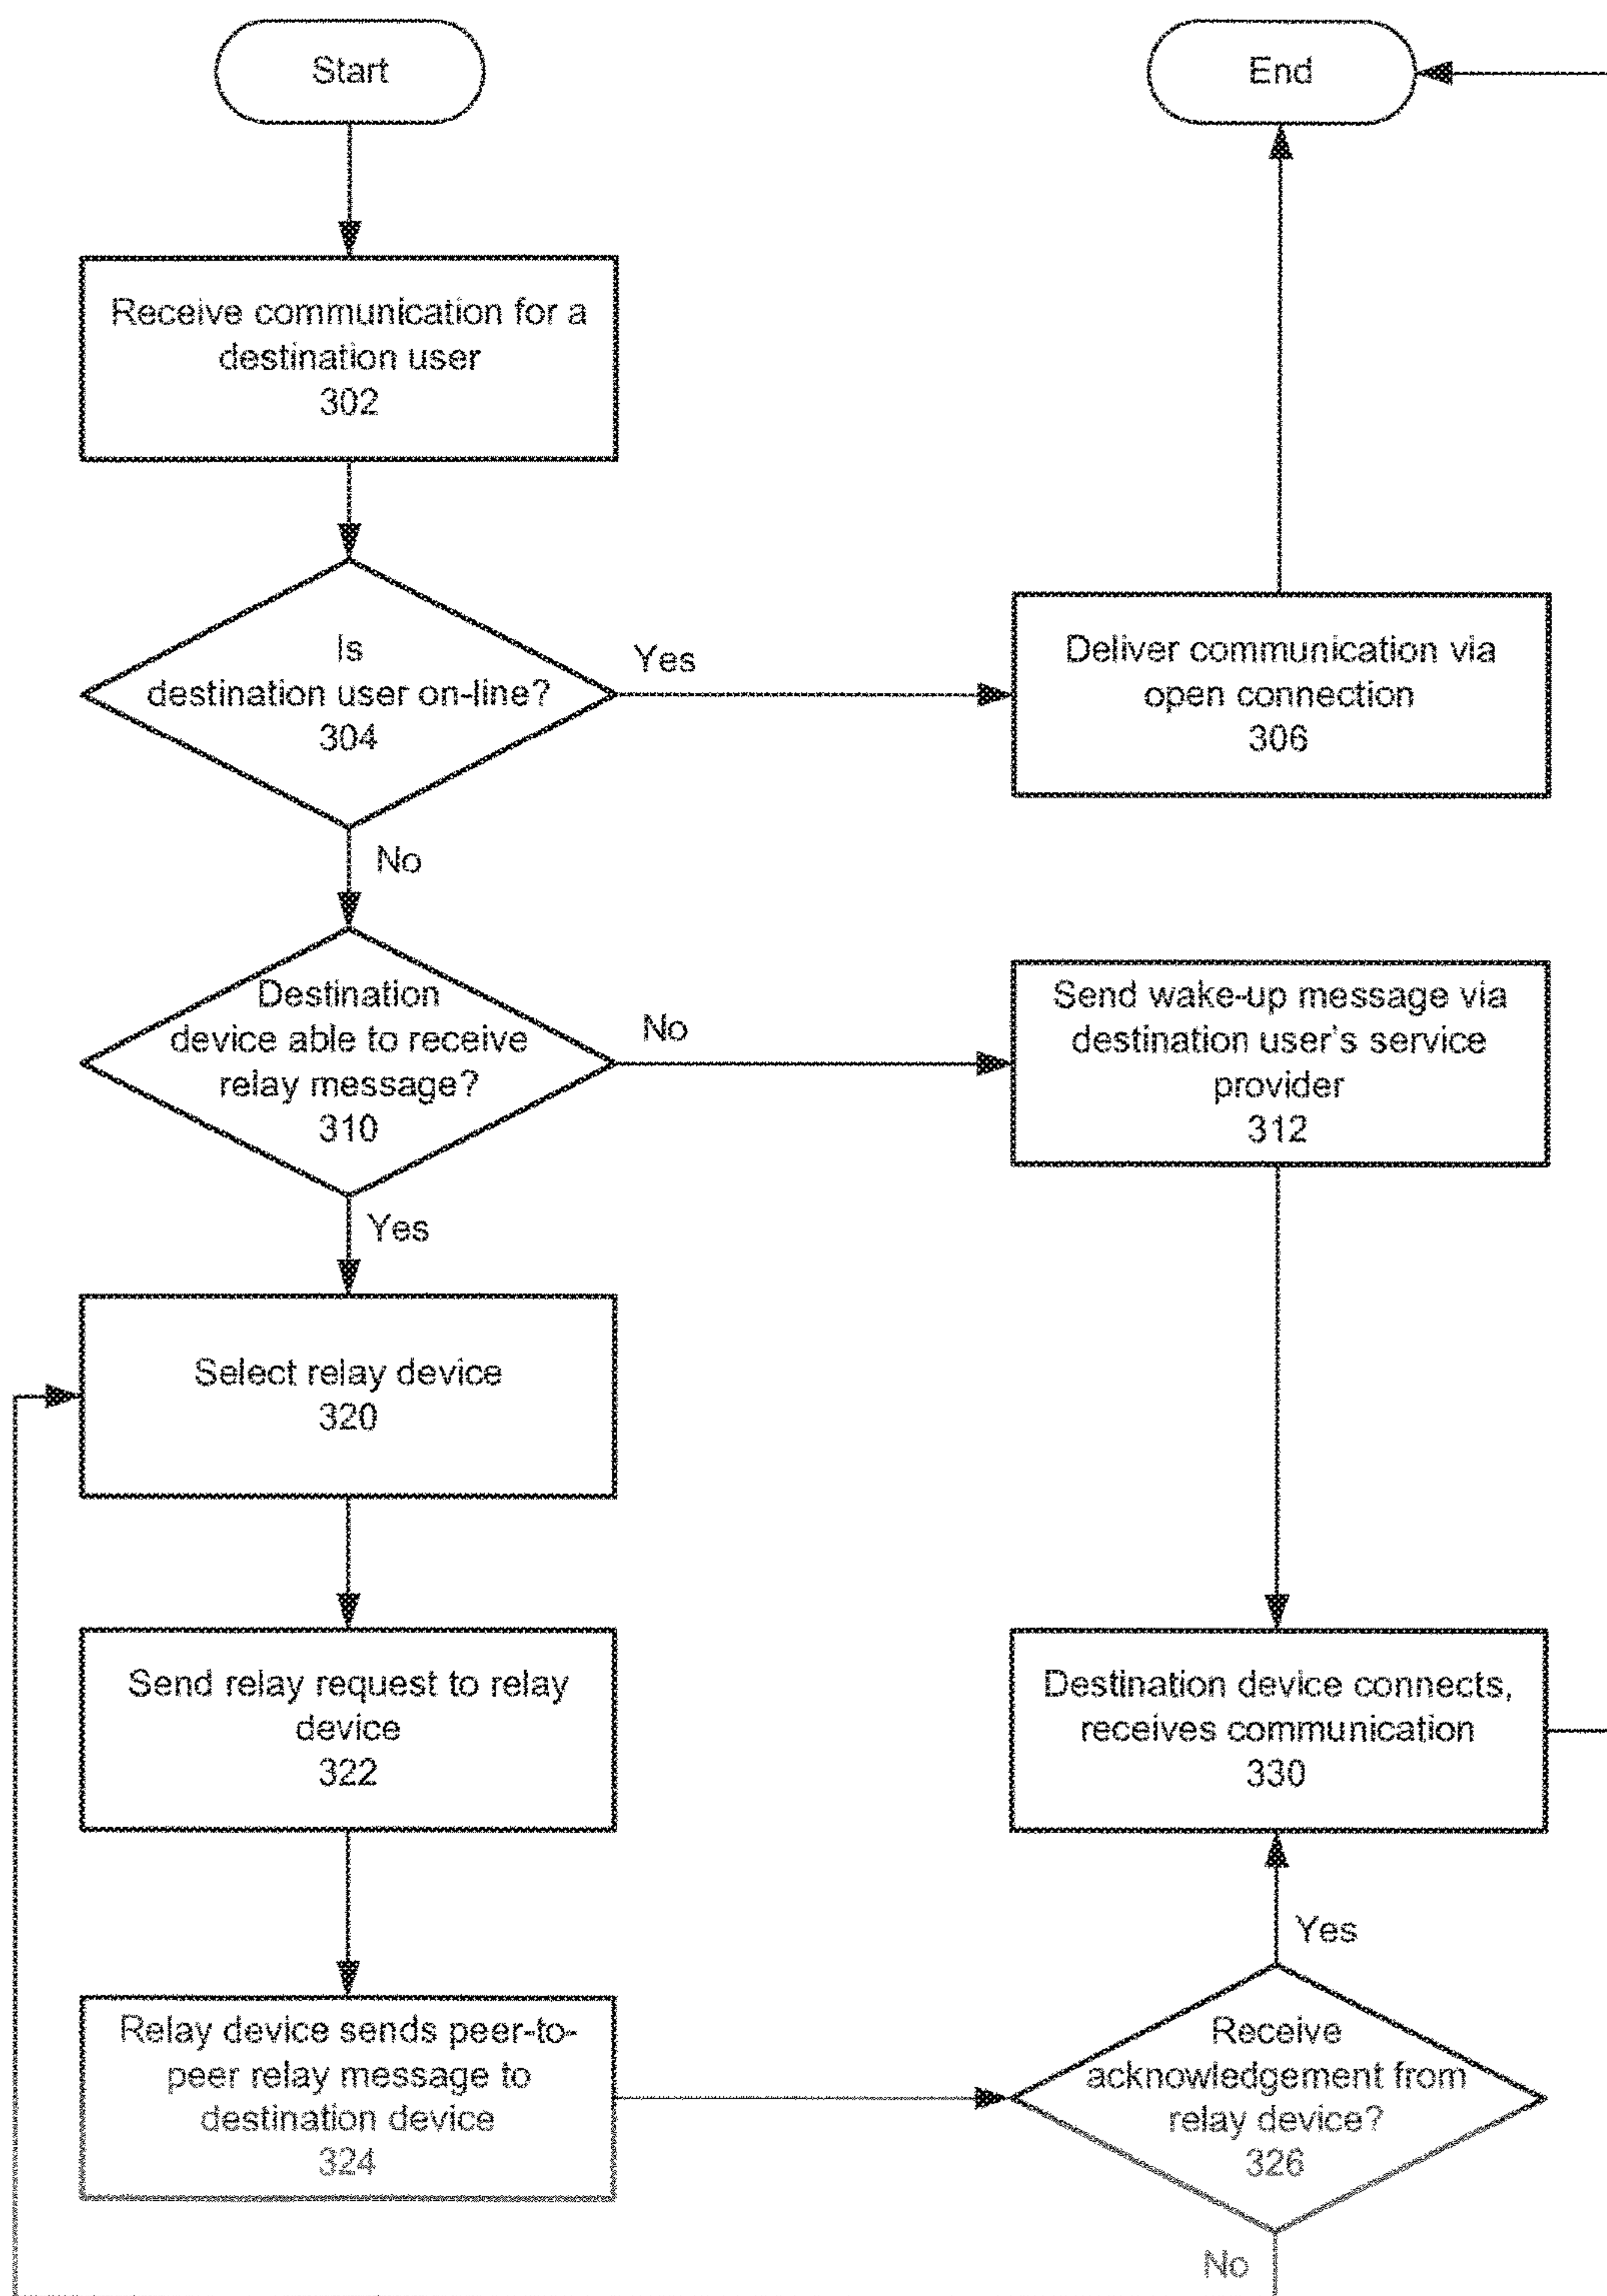 Start
End
Receive communication for a
destination user
302
Is
destination user on-line?
304
Yes
Deliver communication via
open connection
306
No
Destination
device able to receive
relay message?
310
No
Send wake-up message via
destination user's service
provider
312
Yes
Select relay device
320
Send relay request to relay
device
322
Destination device connects,
receives communication
330
Yes
Relay device sends peer-to-
peer relay message to
destination device
324
Receive
acknowledgement from
relay device?
326
No